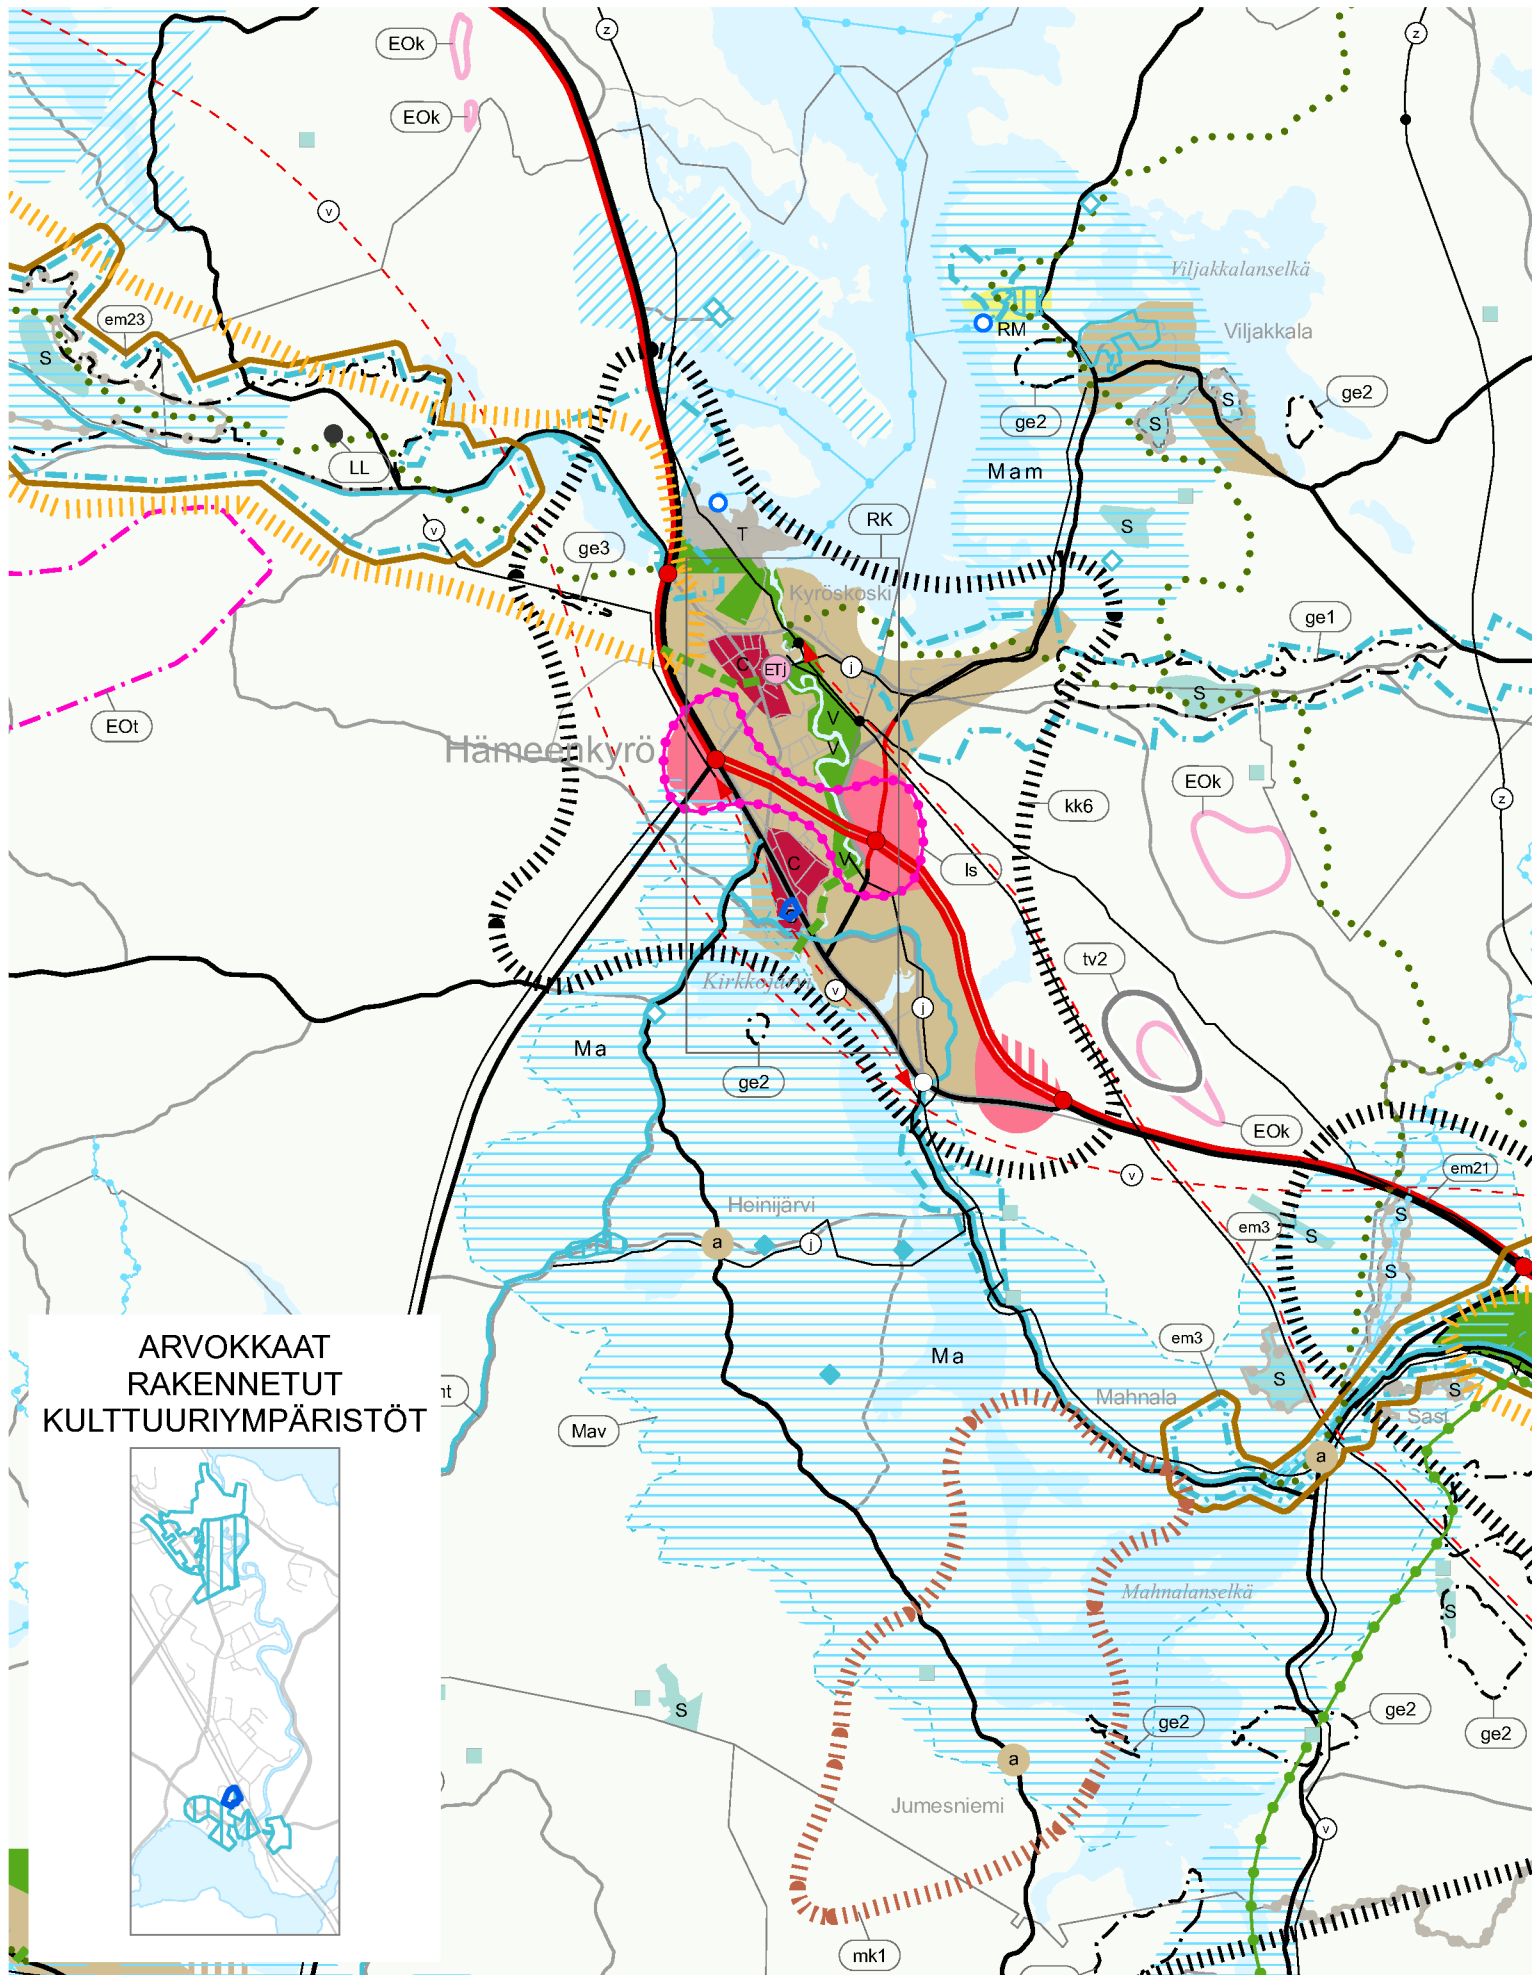 z
z
EOk
EOk
v
Viljakkalanselkä
em23
RM
Viljakkala
S
ge2
S
ge2
S
LL
Mam
RK
S
v
T
ge3
Kyröskoski
ge1
C
ETj
j
S
V
EOt
Hämeenkyrö
V
EOk
kk6
z
C
V
ls
tv2
Kirkkojärvi
v
j
Ma
ge2
EOk
v
em21
Heinijärvi
S
em3
S
a
j
S
ARVOKKAAT
RAKENNETUT
KULTTUURIYMPÄRISTÖT
em3
Ma
S
S
nt
Mahnala
Mav
Sasi
a
Mahnalanselkä
S
S
ge2
ge2
ge2
a
Jumesniemi
v
mk1